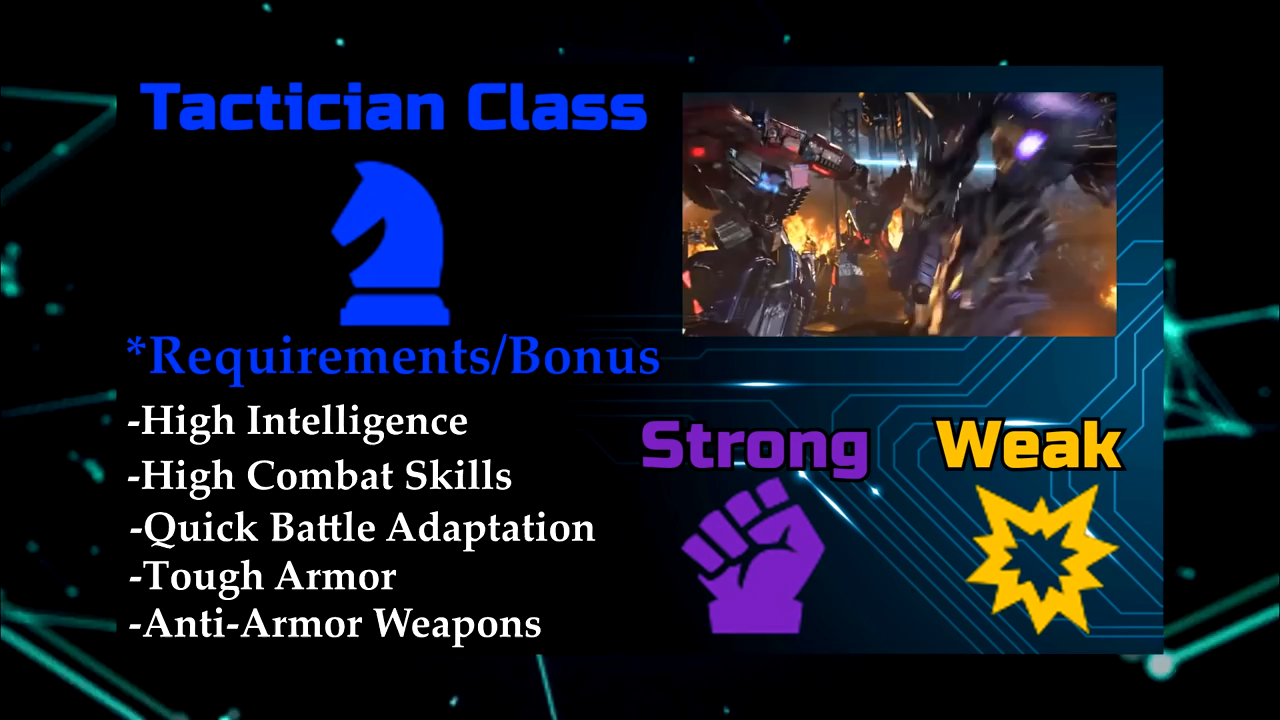 Tactician Class
*Requirements/Bonus
-High Intelligence
-High Combat Skills
-Quick Battle Adaptation
-Tough Armor
-Anti-Armor Weapons
Strong
Weak